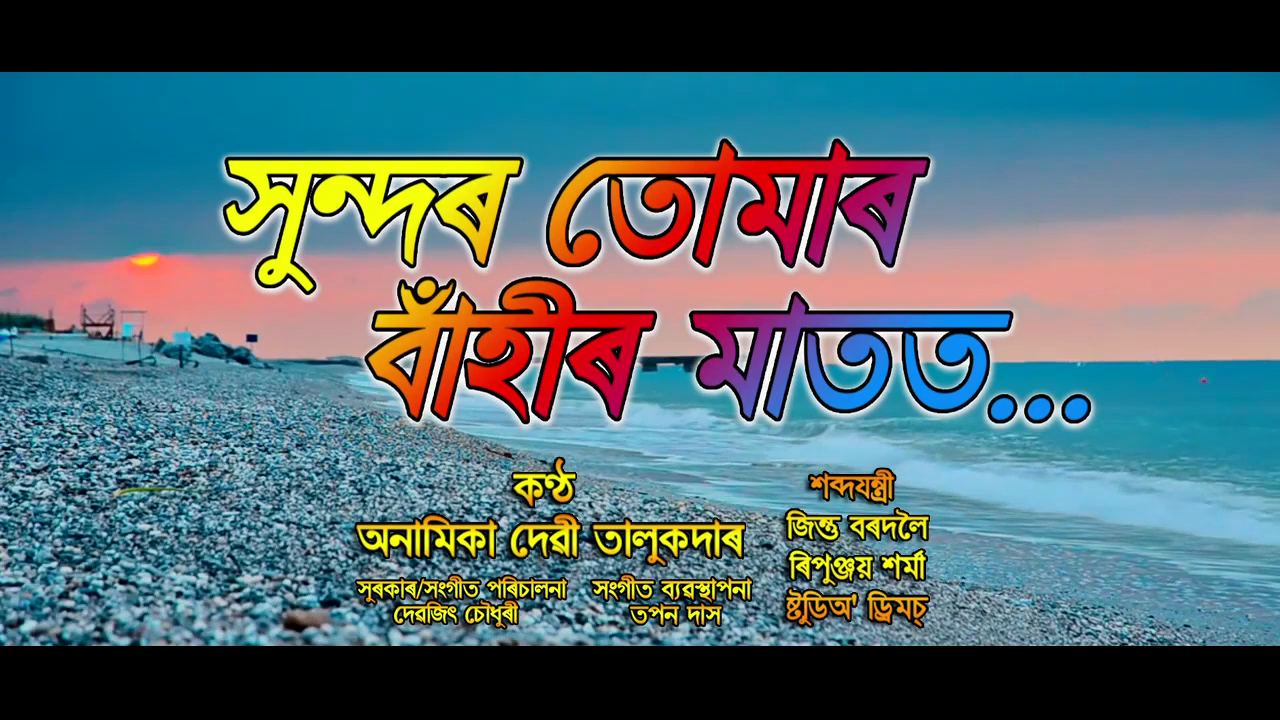 সুন্দৰ তোমাৰ
বাঁহীৰ মাতত...
কণ্ঠ
অনামিকা দেৱী তালুকদাৰ
সুৰকাৰ/সংগীত পৰিচালনা
দেৱজিৎ চৌধুৰী
সংগীত ব্যৱস্থাপনা
তপন দাস
শব্দযন্ত্ৰী
জিন্তু বৰদলৈ
ৰিপুঞ্জয় শৰ্মা
ষ্টুডিঅ' ড্ৰিমচ্